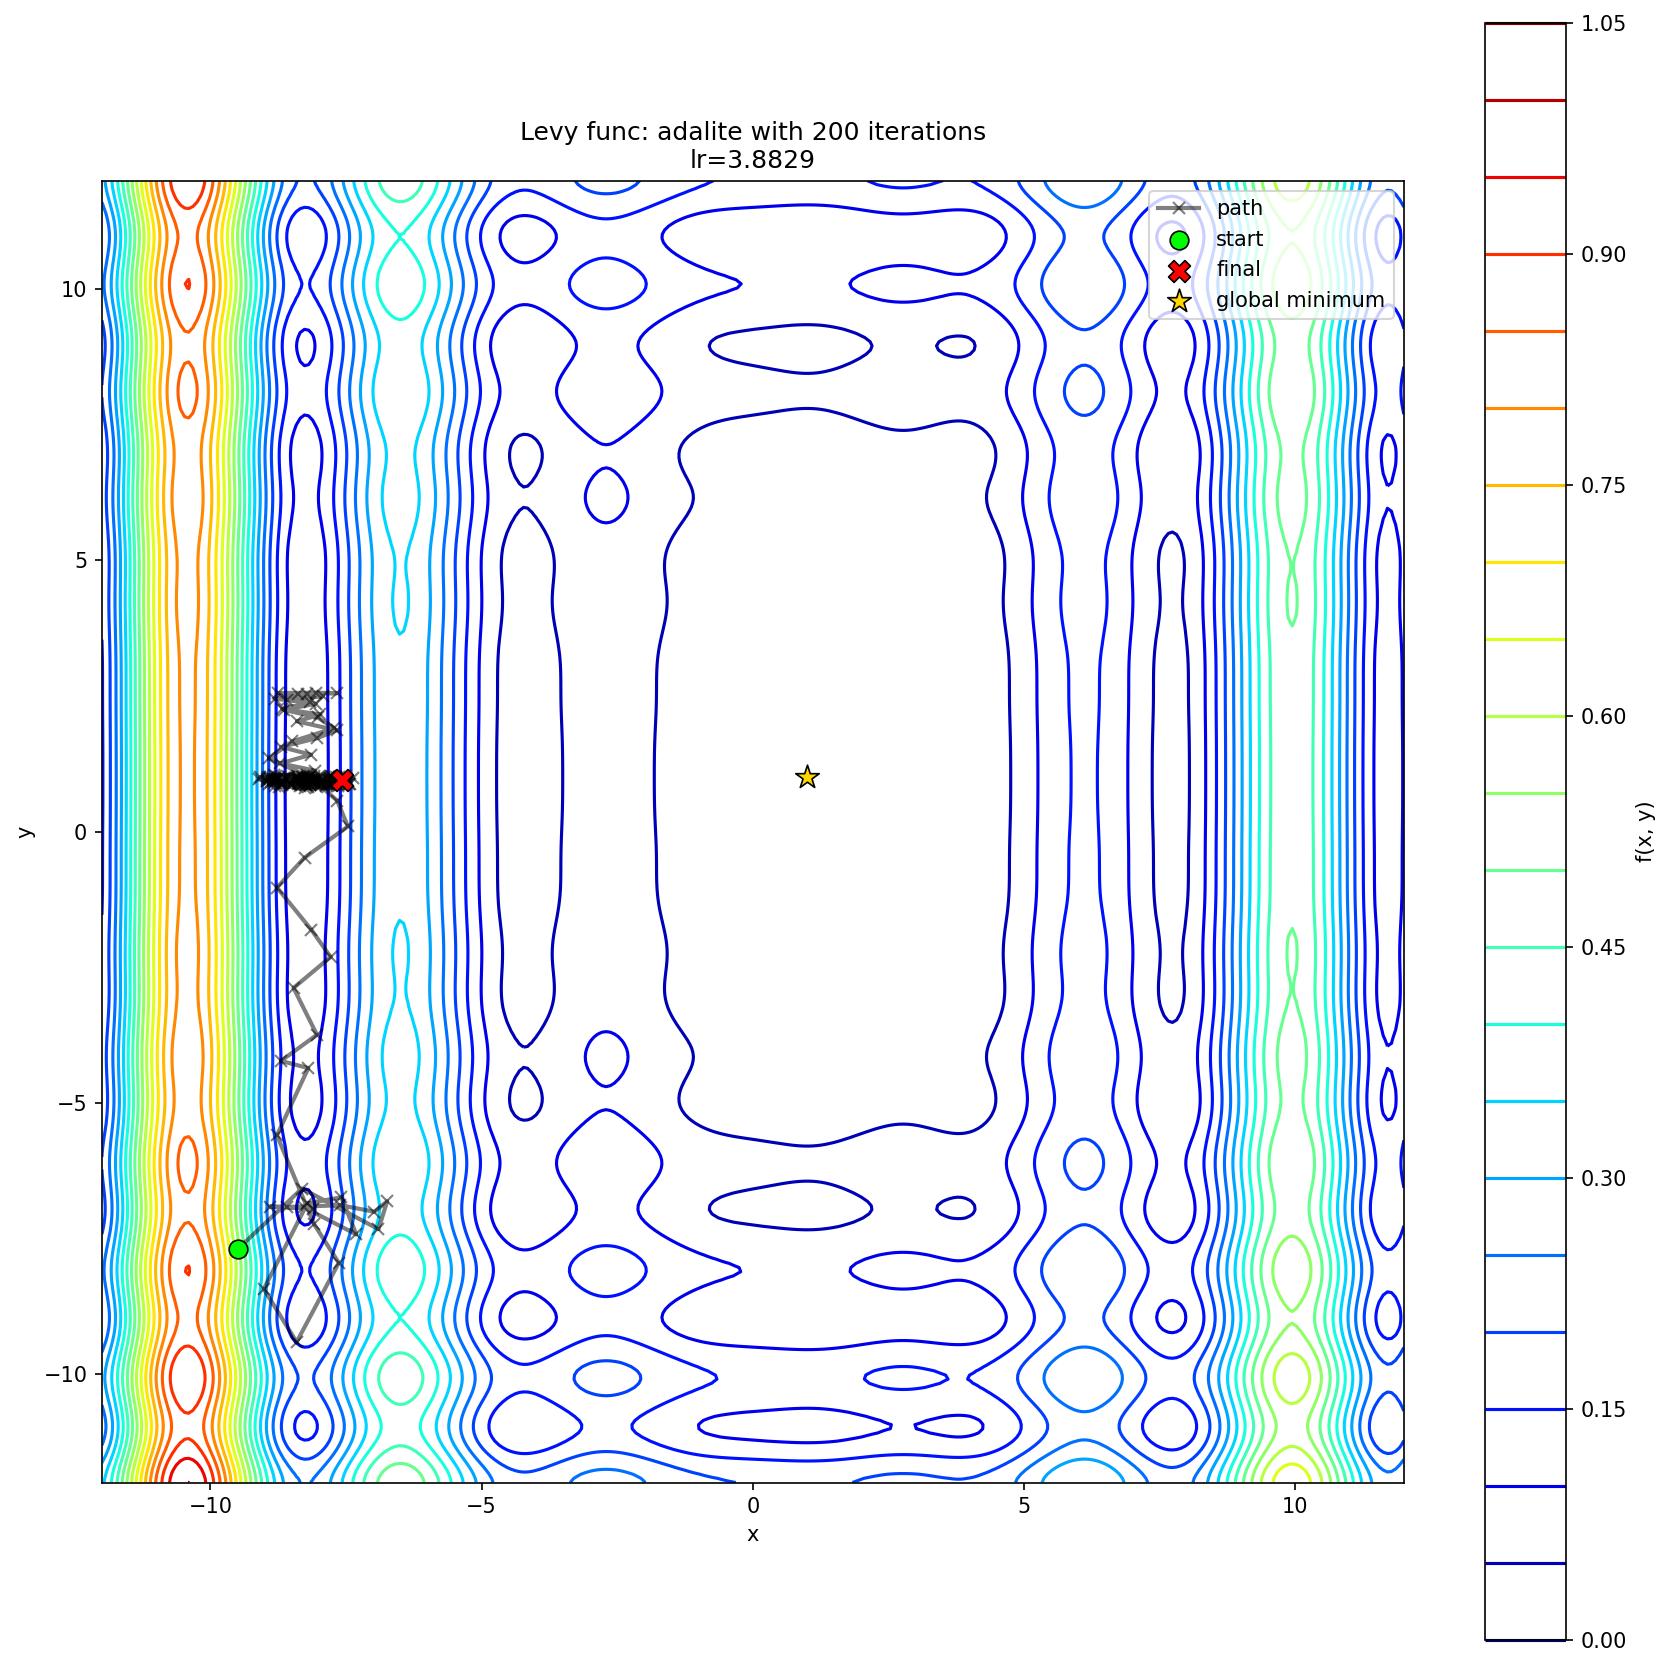 Levy func: adalite with 200 iterations
lr=3.8829
path
start
final
global minimum
10
5
0
−5
−10
y
−10
−5
0
5
10
x
1.05
0.90
0.75
0.60
0.45
0.30
0.15
0.00
f(x, y)